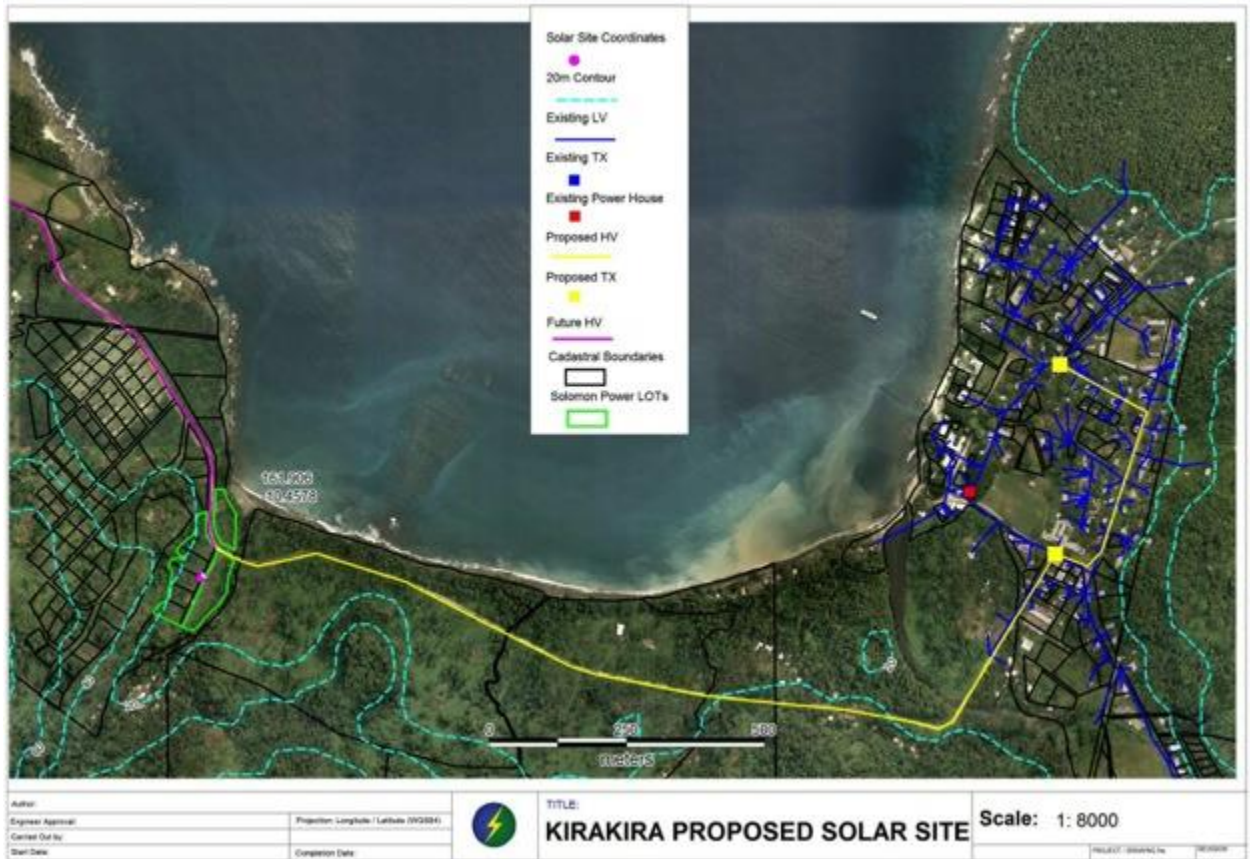 Solar Site Coordinates
20m Contour
Existing LV
Existing TX
Existing Power House
Proposed HV
Proposed TX
Future HV
Cadastral Boundaries
Solomon Power LOTs
161.906
-10.4578
20
20
0 250 500
meters
Author:
Engineer Approval:
Carried Out by:
Start Date:
Projection: Longitude / Latitude (WGS84)
Completion Date:
TITLE:
KIRAKIRA PROPOSED SOLAR SITE
Scale: 1: 8000